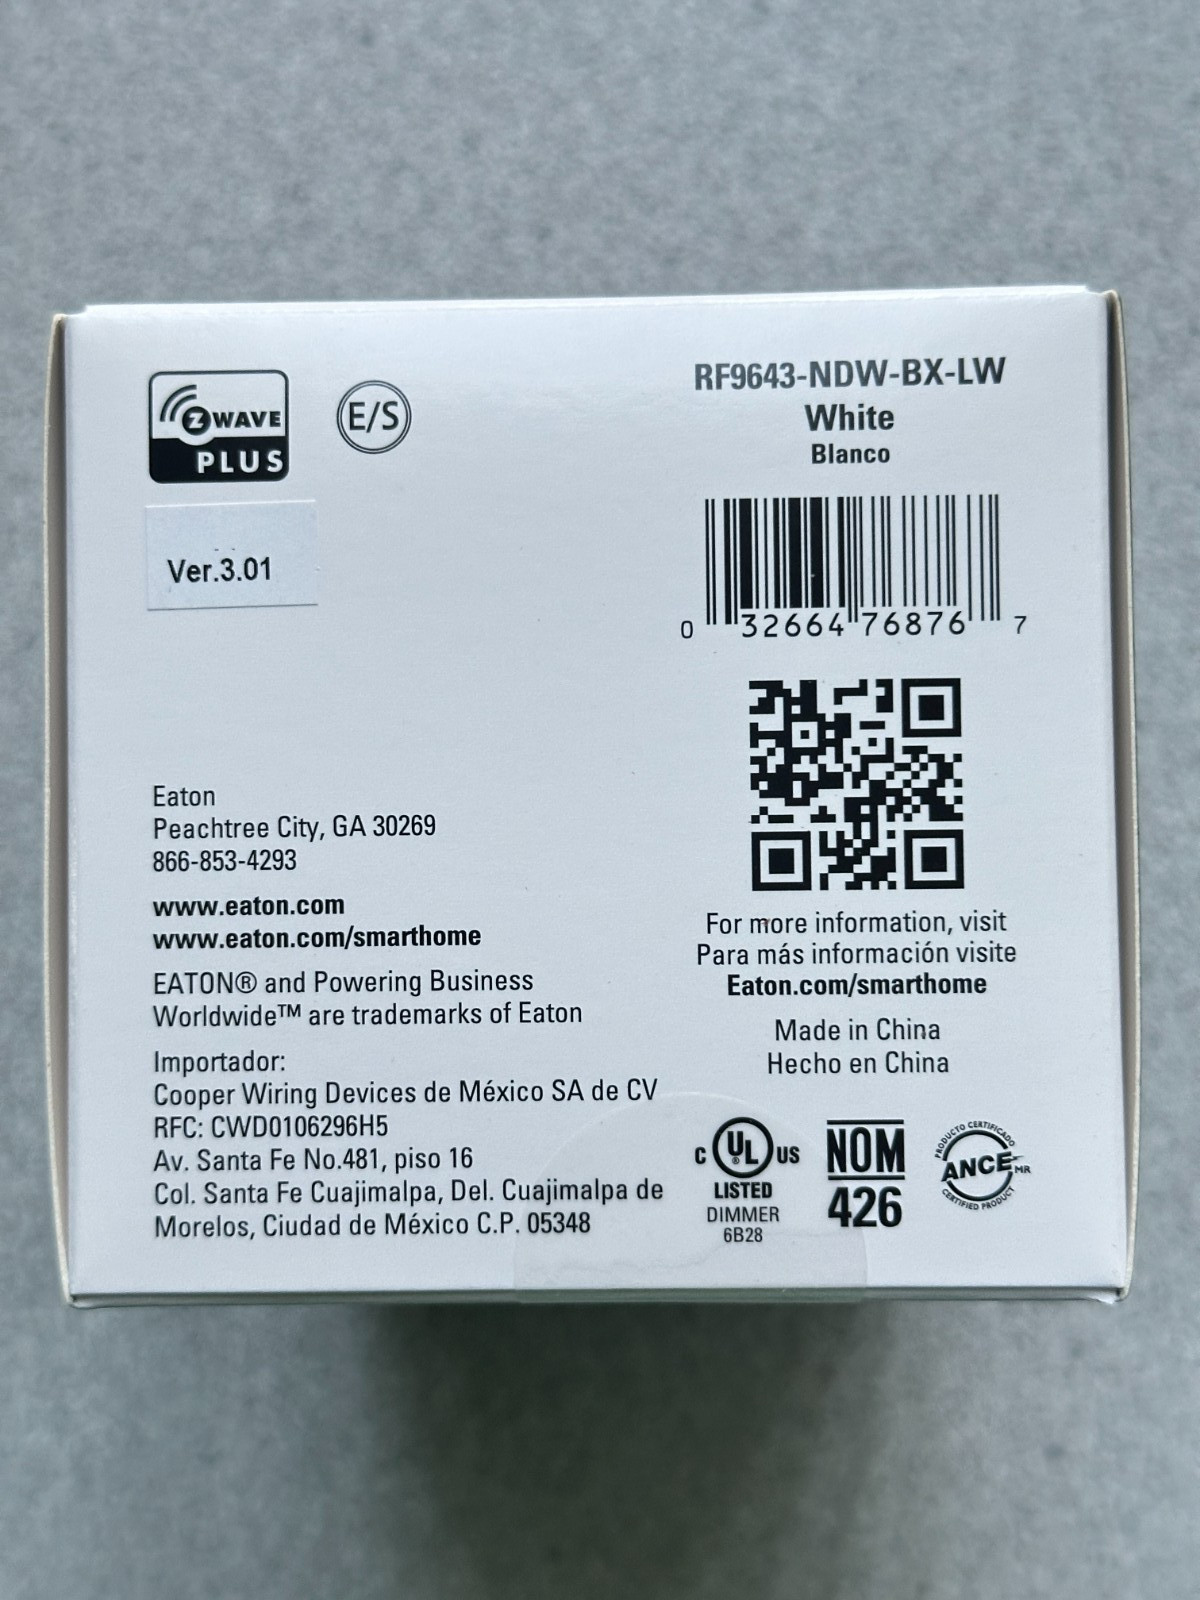 Z WAVE
PLUS
E/S
Ver.3.01
RF9643-NDW-BX-LW
White
Blanco
0 32664 76876 7
Eaton
Peachtree City, GA 30269
866-853-4293
www.eaton.com
www.eaton.com/smarthome
EATON® and Powering Business
Worldwide™ are trademarks of Eaton
Importador:
Cooper Wiring Devices de México SA de CV
RFC: CWD0106296H5
Av. Santa Fe No.481, piso 16
Col. Santa Fe Cuajimalpa, Del. Cuajimalpa de
Morelos, Ciudad de México C.P. 05348
For more information, visit
Para más información visite
Eaton.com/smarthome
Made in China
Hecho en China
C UL® US
LISTED
DIMMER
6B28
NOM
426
PRODUCTO CERTIFICADO
ANCE MR
CERTIFIED PRODUCT